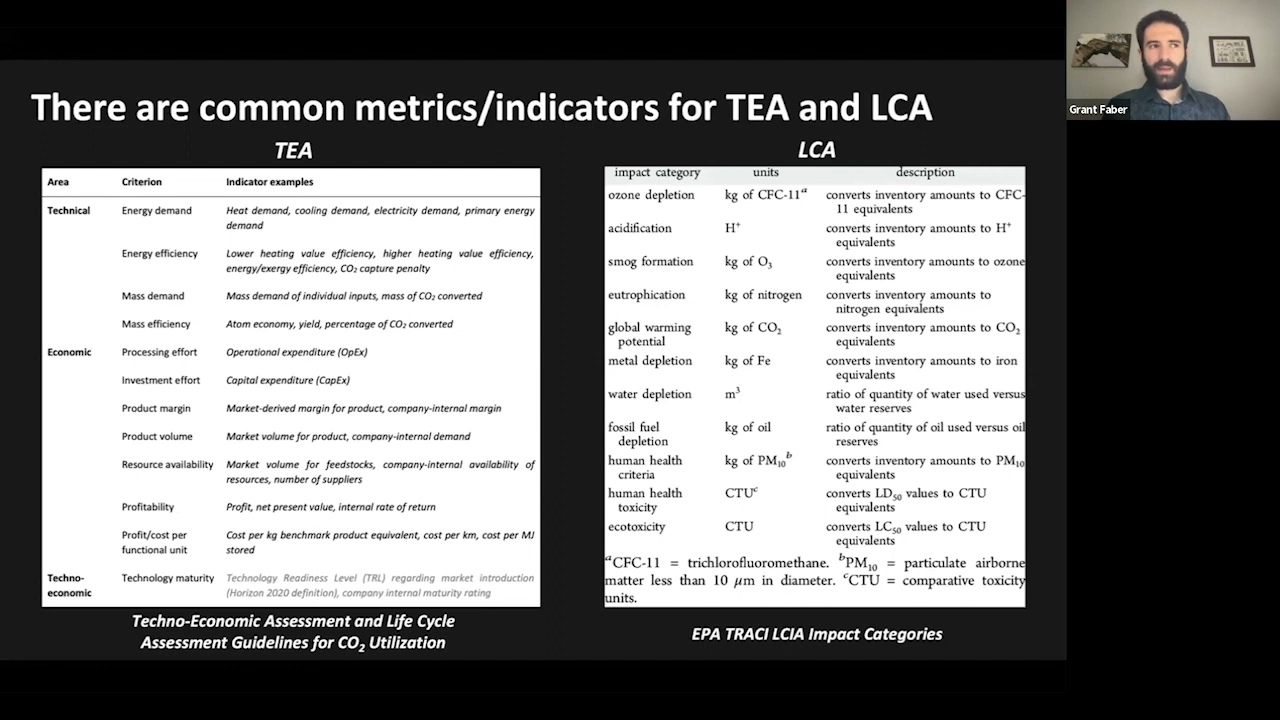 There are common metrics/indicators for TEA and LCA
TEA
Area Criterion Indicator examples
Technical Energy demand Heat demand, cooling demand, electricity demand, primary energy
demand
Energy efficiency Lower heating value efficiency, higher heating value efficiency,
energy/exergy efficiency, CO₂ capture penalty
Mass demand Mass demand of individual inputs, mass of CO₂ converted
Mass efficiency Atom economy, yield, percentage of CO₂ converted
Economic Processing effort Operational expenditure (OpEx)
Investment effort Capital expenditure (CapEx)
Product margin Market-derived margin for product, company-internal margin
Product volume Market volume for product, company-internal demand
Resource availability Market volume for feedstocks, company-internal availability of
resources, number of suppliers
Profitability Profit, net present value, internal rate of return
Profit/cost per Cost per kg benchmark product equivalent, cost per km, cost per MJ
functional unit stored
Techno- Technology maturity Technology Readiness Level (TRL) regarding market introduction
economic (Horizon 2020 definition), company internal maturity rating
Techno-Economic Assessment and Life Cycle
Assessment Guidelines for CO₂ Utilization
LCA
impact category units description
ozone depletion kg of CFC-11ᵃ converts inventory amounts to CFC-
11 equivalents
acidification H⁺ converts inventory amounts to H⁺
equivalents
smog formation kg of O₃ converts inventory amounts to ozone
equivalents
eutrophication kg of nitrogen converts inventory amounts to
nitrogen equivalents
global warming kg of CO₂ converts inventory amounts to CO₂
potential equivalents
metal depletion kg of Fe converts inventory amounts to iron
equivalents
water depletion m³ ratio of quantity of water used versus
water reserves
fossil fuel kg of oil ratio of quantity of oil used versus oil
depletion reserves
human health kg of PM₁₀ᵇ converts inventory amounts to PM₁₀
criteria equivalents
human health CTUᶜ converts LD₅₀ values to CTU
toxicity equivalents
ecotoxicity CTU converts LC₅₀ values to CTU
equivalents
ᵃCFC-11 = trichlorofluoromethane. ᵇPM₁₀ = particulate airborne
matter less than 10 μm in diameter. ᶜCTU = comparative toxicity
units.
EPA TRACI LCIA Impact Categories
Grant Faber